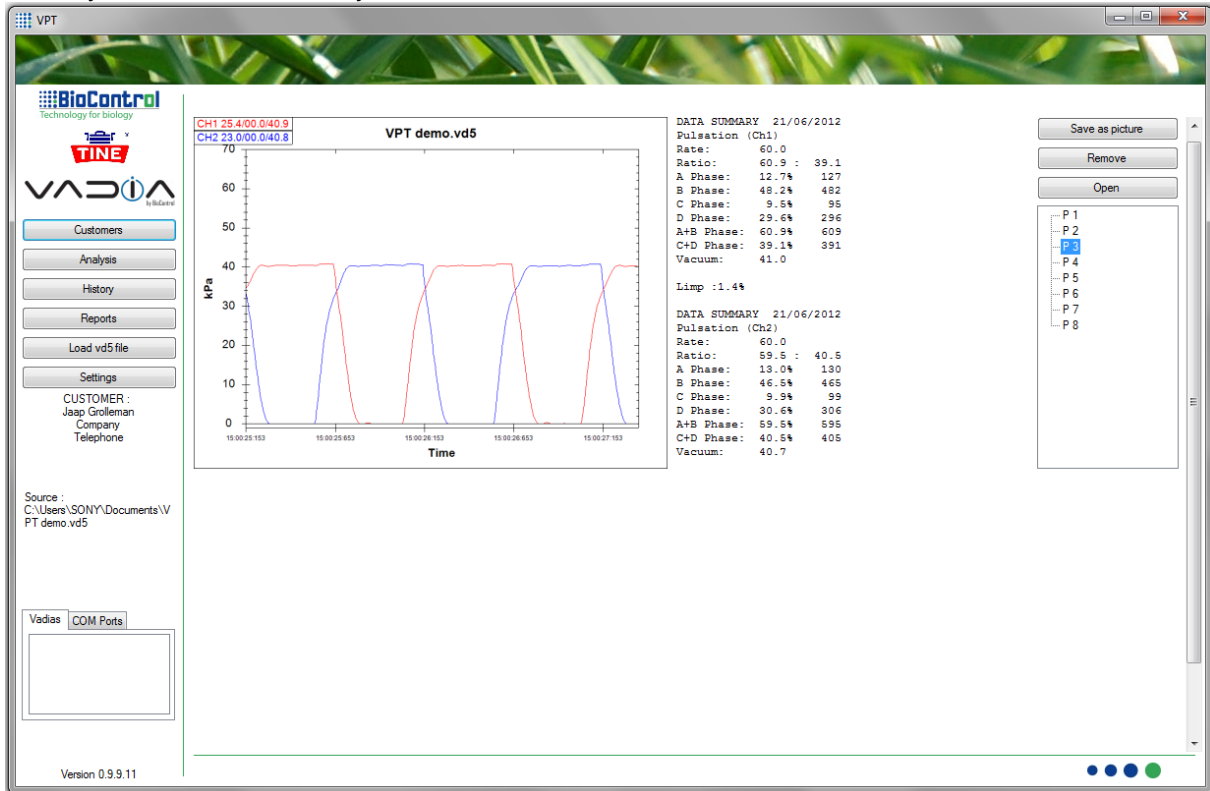 VPT
BioControl
Technology for biology
TINE
VADIA
by BioControl
Customers
Analysis
History
Reports
Load vd5 file
Settings
CUSTOMER :
Jaap Grolleman
Company
Telephone
Source :
C:\Users\SONY\Documents\V
PT demo.vd5
Vadias COM Ports
Version 0.9.9.11
CH1 25.4/00.0/40.9
CH2 23.0/00.0/40.8
VPT demo.vd5
70
60
50
40
30
20
10
0
kPa
15:00:25:153 15:00:25:653 15:00:26:153 15:00:26:653 15:00:27:153
Time
DATA SUMMARY 21/06/2012
Pulsation (Ch1)
Rate: 60.0
Ratio: 60.9 : 39.1
A Phase: 12.7% 127
B Phase: 48.2% 482
C Phase: 9.5% 95
D Phase: 29.6% 296
A+B Phase: 60.9% 609
C+D Phase: 39.1% 391
Vacuum: 41.0
Limp :1.4%
DATA SUMMARY 21/06/2012
Pulsation (Ch2)
Rate: 60.0
Ratio: 59.5 : 40.5
A Phase: 13.0% 130
B Phase: 46.5% 465
C Phase: 9.9% 99
D Phase: 30.6% 306
A+B Phase: 59.5% 595
C+D Phase: 40.5% 405
Vacuum: 40.7
Save as picture
Remove
Open
P 1
P 2
P 3
P 4
P 5
P 6
P 7
P 8